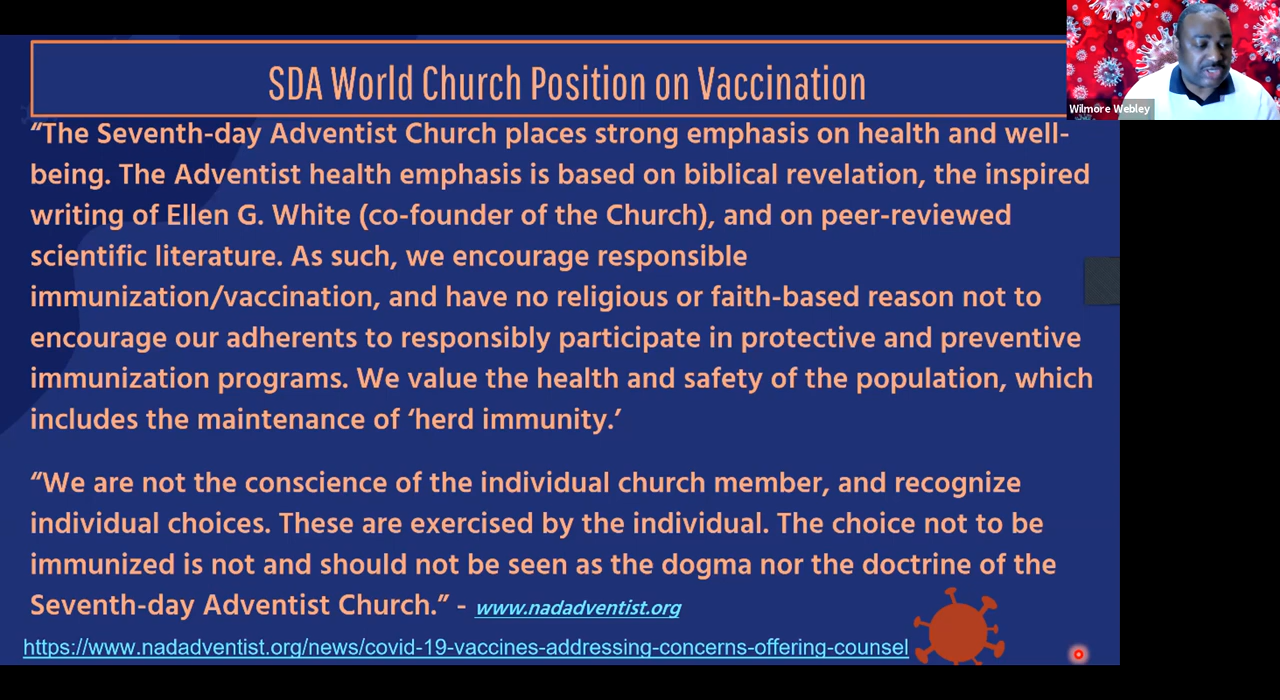 SDA World Church Position on Vaccination
Wilmore Webley
“The Seventh-day Adventist Church places strong emphasis on health and well-
being. The Adventist health emphasis is based on biblical revelation, the inspired
writing of Ellen G. White (co-founder of the Church), and on peer-reviewed
scientific literature. As such, we encourage responsible
immunization/vaccination, and have no religious or faith-based reason not to
encourage our adherents to responsibly participate in protective and preventive
immunization programs. We value the health and safety of the population, which
includes the maintenance of ‘herd immunity.’
“We are not the conscience of the individual church member, and recognize
individual choices. These are exercised by the individual. The choice not to be
immunized is not and should not be seen as the dogma nor the doctrine of the
Seventh-day Adventist Church.” - www.nadadventist.org
https://www.nadadventist.org/news/covid-19-vaccines-addressing-concerns-offering-counsel